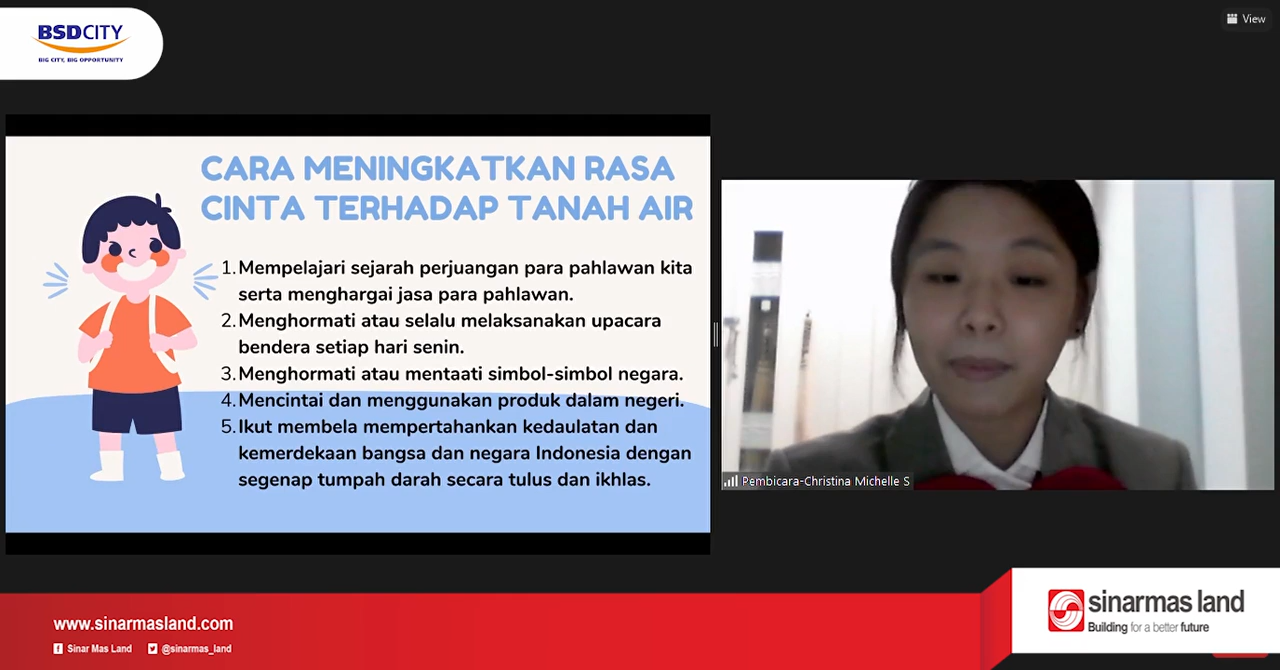 BSDCITY
BIG CITY, BIG OPPORTUNITY
View
CARA MENINGKATKAN RASA
CINTA TERHADAP TANAH AIR
1. Mempelajari sejarah perjuangan para pahlawan kita
serta menghargai jasa para pahlawan.
2. Menghormati atau selalu melaksanakan upacara
bendera setiap hari senin.
3. Menghormati atau mentaati simbol-simbol negara.
4. Mencintai dan menggunakan produk dalam negeri.
5. Ikut membela mempertahankan kedaulatan dan
kemerdekaan bangsa dan negara Indonesia dengan
segenap tumpah darah secara tulus dan ikhlas.
Pembicara-Christina Michelle S
www.sinarmasland.com
Sinar Mas Land @sinarmas_land
sinarmas land
Building for a better future